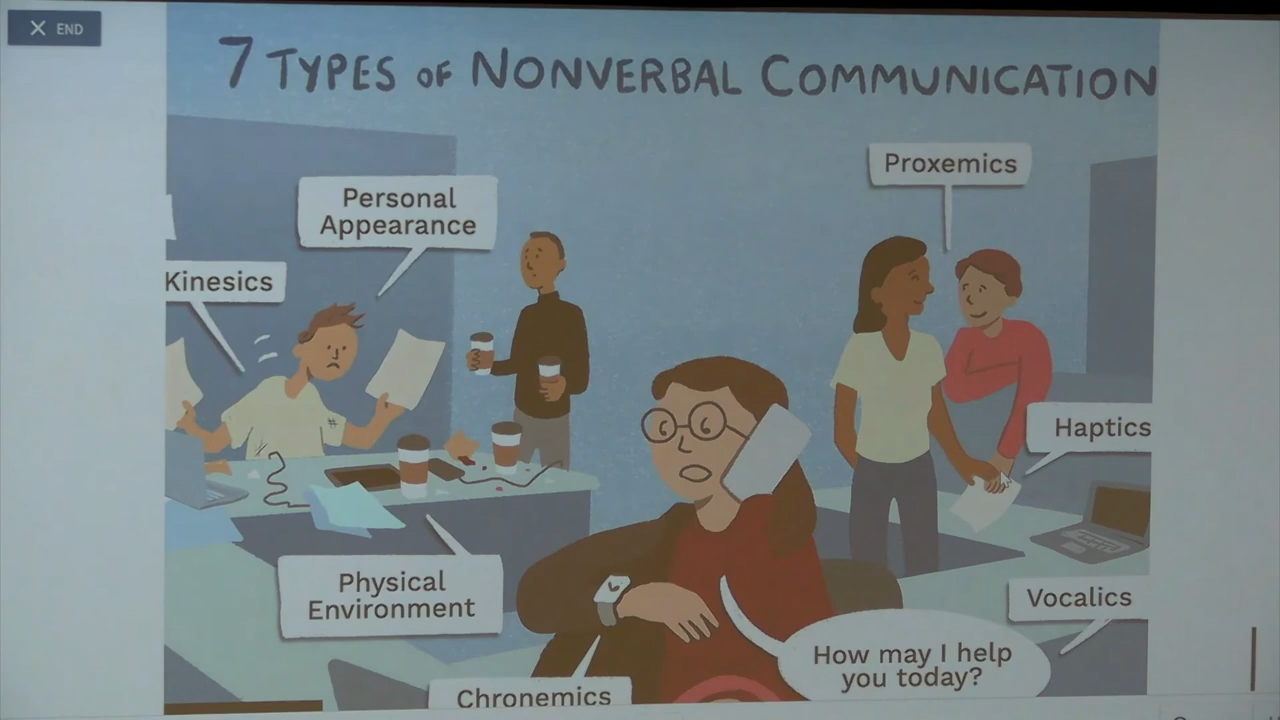 X END
7 TYPES OF NONVERBAL COMMUNICATION
Proxemics
Personal
Appearance
Kinesics
Haptics
Physical
Environment
Vocalics
How may I help
you today?
Chronemics